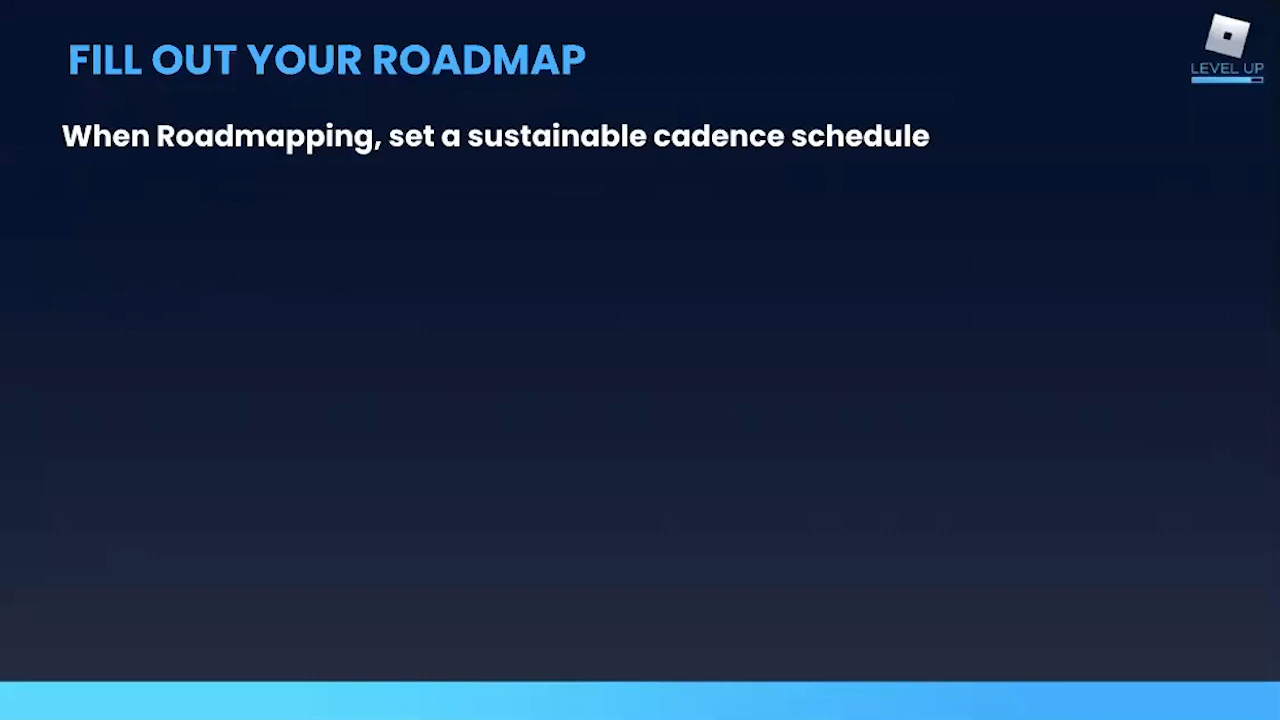 FILL OUT YOUR ROADMAP
LEVEL UP
When Roadmapping, set a sustainable cadence schedule